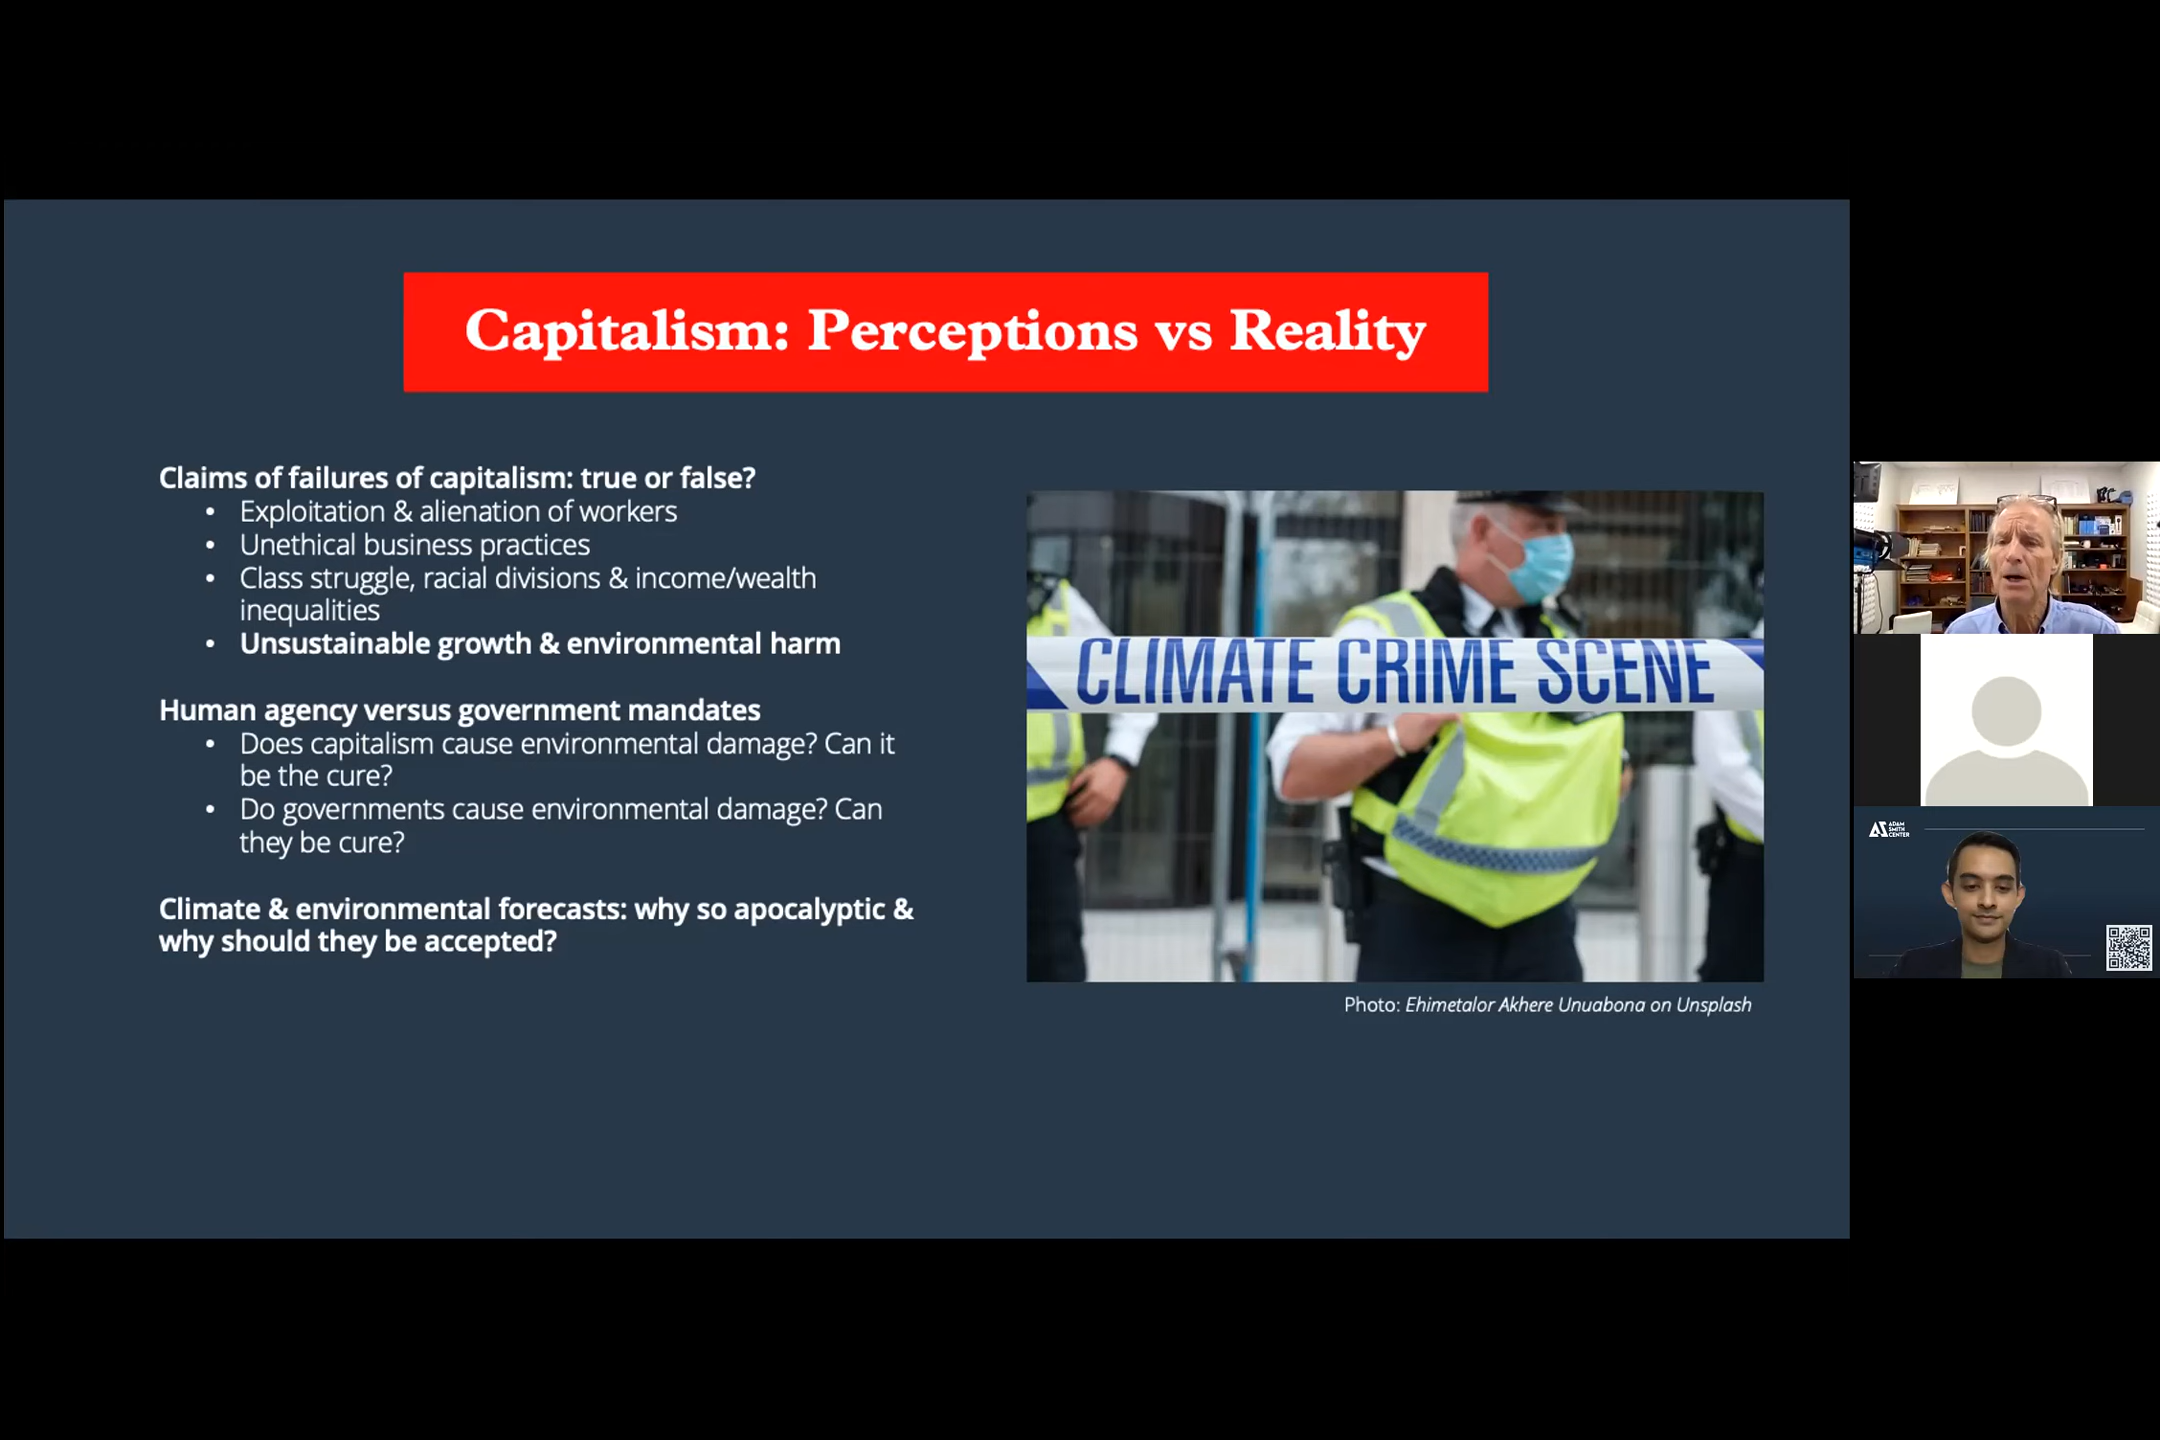 Capitalism: Perceptions vs Reality
Claims of failures of capitalism: true or false?
• Exploitation & alienation of workers
• Unethical business practices
• Class struggle, racial divisions & income/wealth
inequalities
• Unsustainable growth & environmental harm
Human agency versus government mandates
• Does capitalism cause environmental damage? Can it
be the cure?
• Do governments cause environmental damage? Can
they be cure?
Climate & environmental forecasts: why so apocalyptic &
why should they be accepted?
CLIMATE CRIME SCENE
Photo: Ehimetalor Akhere Unuabona on Unsplash
ADAM
SMITH
CENTER